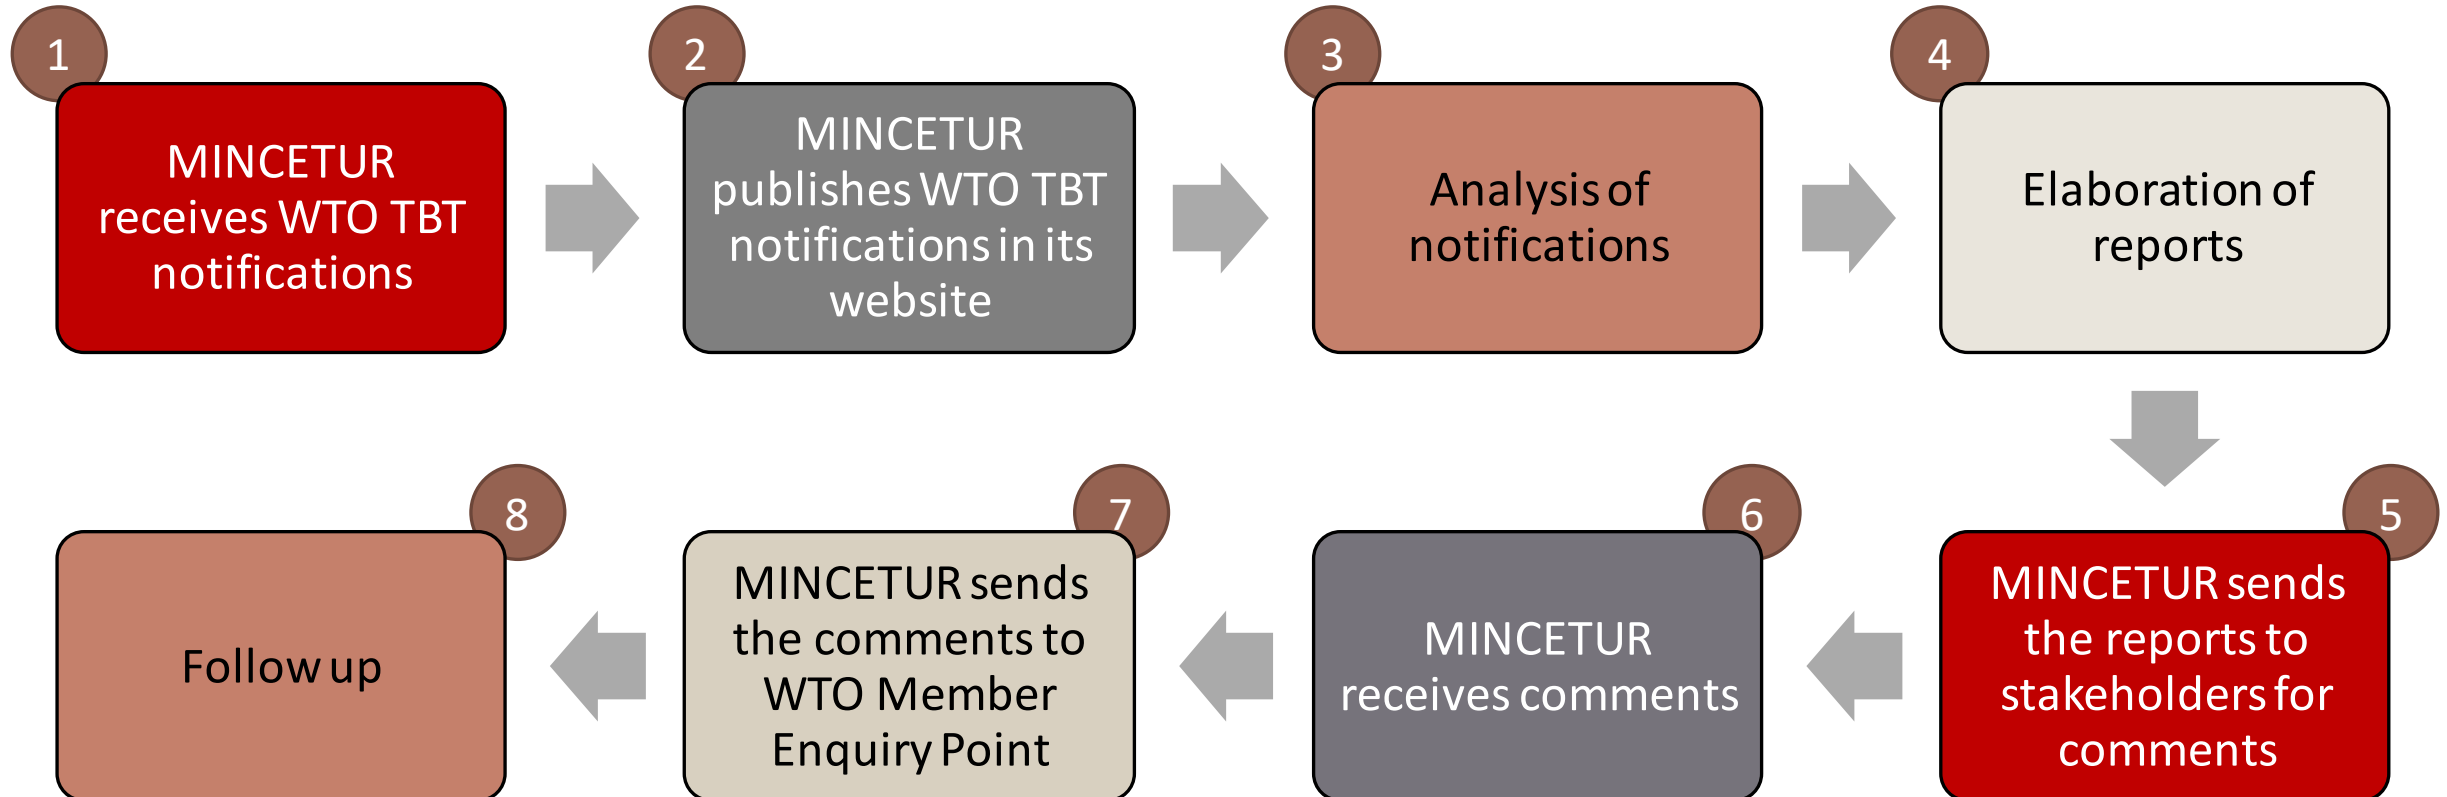 1
MINCETUR
receives WTO TBT
notifications
2
MINCETUR
publishes WTO TBT
notifications in its
website
3
Analysis of
notifications
4
Elaboration of
reports
5
MINCETUR sends
the reports to
stakeholders for
comments
6
MINCETUR
receives comments
7
MINCETUR sends
the comments to
WTO Member
Enquiry Point
8
Follow up